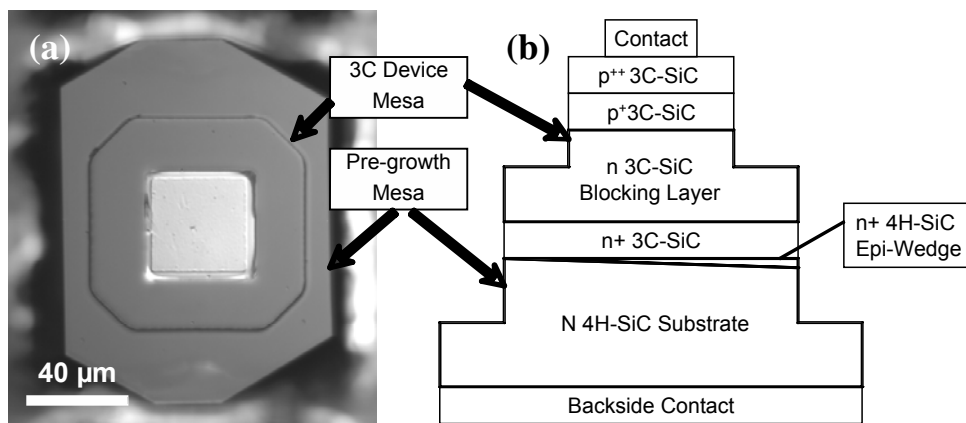 (a)
40 µm
3C Device
Mesa
Pre-growth
Mesa
(b)
Contact
p++ 3C-SiC
p+3C-SiC
n 3C-SiC
Blocking Layer
n+ 3C-SiC
n+ 4H-SiC
Epi-Wedge
N 4H-SiC Substrate
Backside Contact